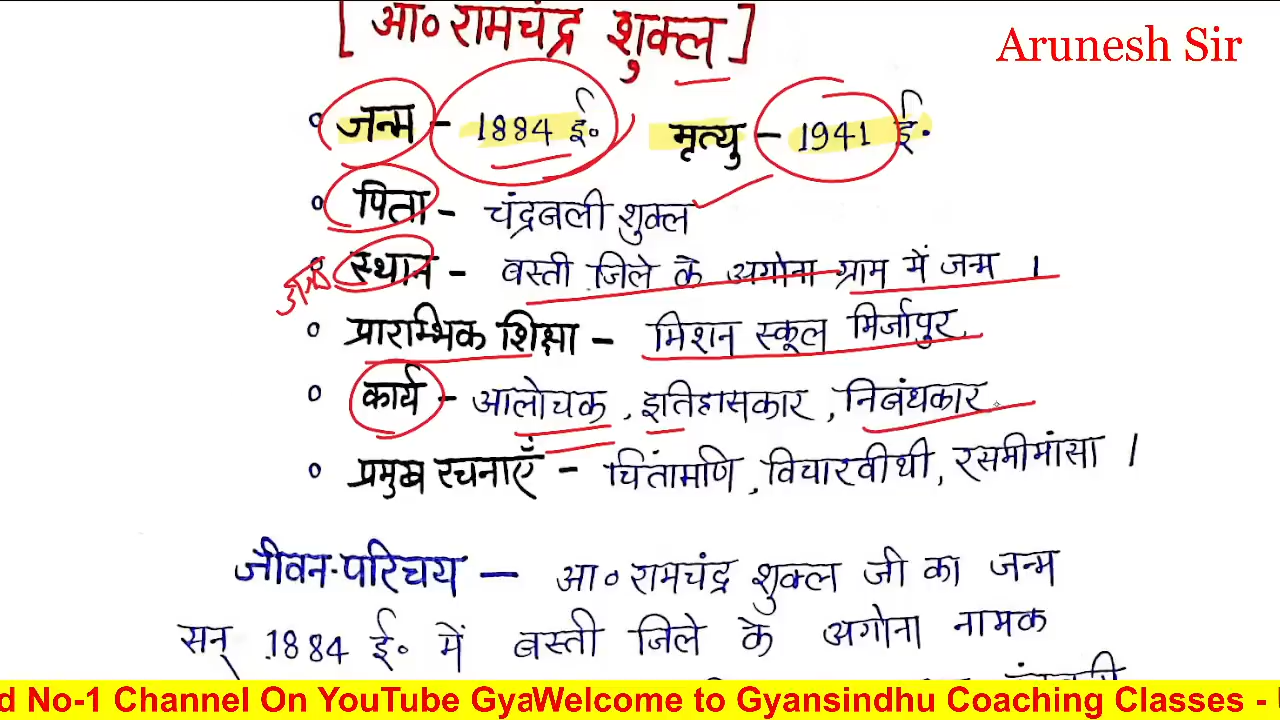 [ आ० रामचंद्र शुक्ल ]
Arunesh Sir
जन्म - 1884 ई० मृत्यु - 1941 ई.
पिता - चंद्रबली शुक्ल
स्थान - बस्ती जिले के अगोना ग्राम में जन्म ।
प्रारम्भिक शिक्षा - मिशन स्कूल मिर्जापुर
कार्य - आलोचक, इतिहासकार, निबंधकार
प्रमुख रचनाएँ - चिंतामणि, विचारवीथी, रसमीमांसा ।
जीवन-परिचय - आ० रामचंद्र शुक्ल जी का जन्म
सन् 1884 ई० में बस्ती जिले के अगोना नामक
d No-1 Channel On YouTube GyaWelcome to Gyansindhu Coaching Classes -